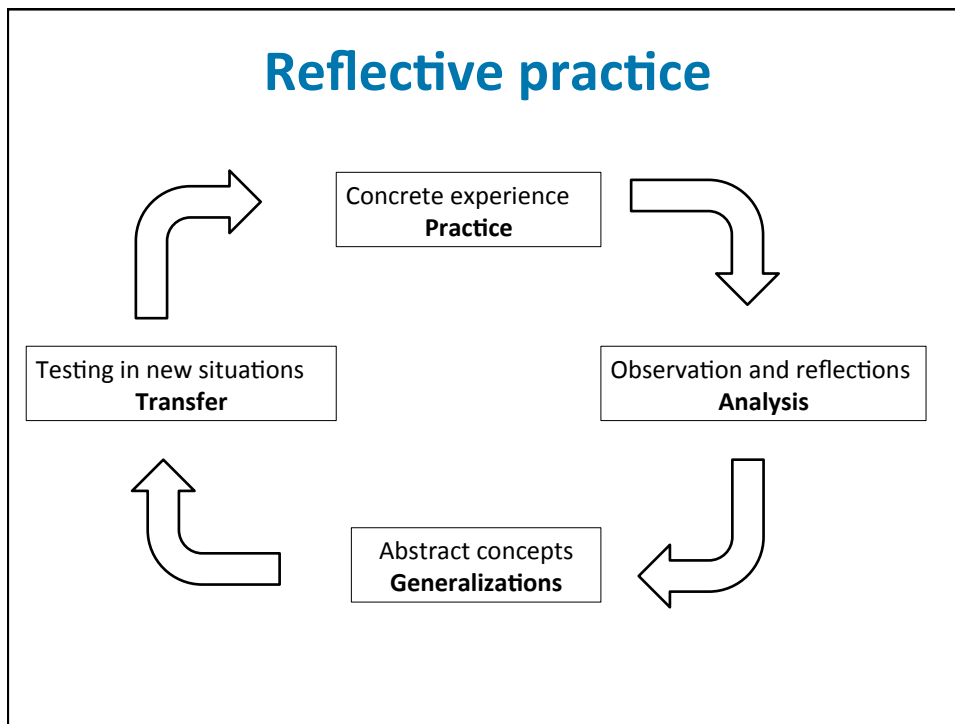 Reflective practice
Concrete experience
Practice
Testing in new situations
Transfer
Observation and reflections
Analysis
Abstract concepts
Generalizations